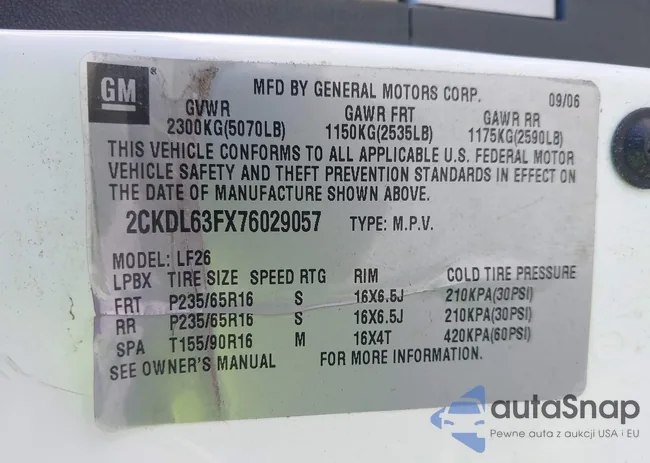 GM ®
MFD BY GENERAL MOTORS CORP. 09/06
GVWR GAWR FRT GAWR RR
2300KG(5070LB) 1150KG(2535LB) 1175KG(2590LB)
THIS VEHICLE CONFORMS TO ALL APPLICABLE U.S. FEDERAL MOTOR
VEHICLE SAFETY AND THEFT PREVENTION STANDARDS IN EFFECT ON
THE DATE OF MANUFACTURE SHOWN ABOVE.
2CKDL63FX76029057 TYPE: M.P.V.
MODEL: LF26
LPBX TIRE SIZE SPEED RTG RIM COLD TIRE PRESSURE
FRT P235/65R16 S 16X6.5J 210KPA(30PSI)
RR P235/65R16 S 16X6.5J 210KPA(30PSI)
SPA T155/90R16 M 16X4T 420KPA(60PSI)
SEE OWNER'S MANUAL FOR MORE INFORMATION.
autaSnap
Pewne auta z aukcji USA i EU